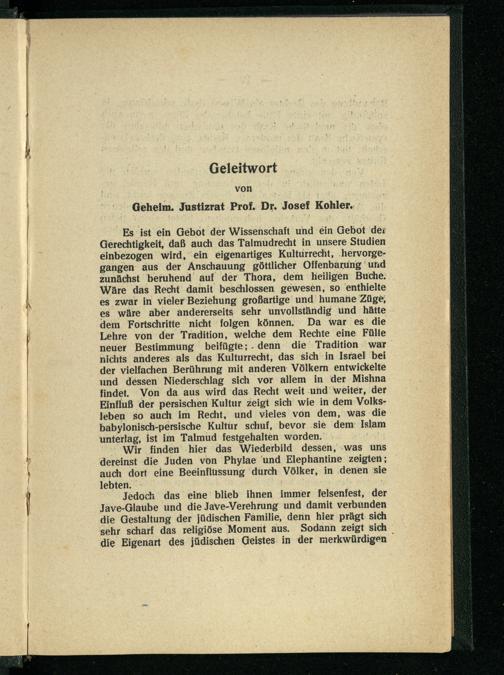 Geleitwort
von
Geheim. Justizrat Prof. Dr. Josef Kohler.
Es ist ein Gebot der Wissenschaft und ein Gebot der
Gerechtigkeit, daß auch das Talmudrecht in unsere Studien
einbezogen wird, ein eigenartiges Kulturrecht, hervorge-
gangen aus der Anschauung göttlicher Offenbarung und
zunächst beruhend auf der Thora, dem heiligen Buche.
Wäre das Recht damit beschlossen gewesen, so enthielte
es zwar in vieler Beziehung großartige und humane Züge,
es wäre aber andererseits sehr unvollständig und hätte
dem Fortschritte nicht folgen können. Da war es die
Lehre von der Tradition, welche dem Rechte eine Fülle
neuer Bestimmung beifügte; denn die Tradition war
nichts anderes als das Kulturrecht, das sich in Israel bei
der vielfachen Berührung mit anderen Völkern entwickelte
und dessen Niederschlag sich vor allem in der Mishna
findet. Von da aus wird das Recht weit und weiter, der
Einfluß der persischen Kultur zeigt sich wie in dem Volks-
leben so auch im Recht, und vieles von dem, was die
babylonisch-persische Kultur schuf, bevor sie dem Islam
unterlag, ist im Talmud festgehalten worden.
Wir finden hier das Wiederbild dessen, was uns
dereinst die Juden von Phylae und Elephantine zeigten;
auch dort eine Beeinflussung durch Völker, in denen sie
lebten.
Jedoch das eine blieb ihnen immer felsenfest, der
Jave-Glaube und die Jave-Verehrung und damit verbunden
die Gestaltung der jüdischen Familie, denn hier prägt sich
sehr scharf das religiöse Moment aus. Sodann zeigt sich
die Eigenart des jüdischen Geistes in der merkwürdigen